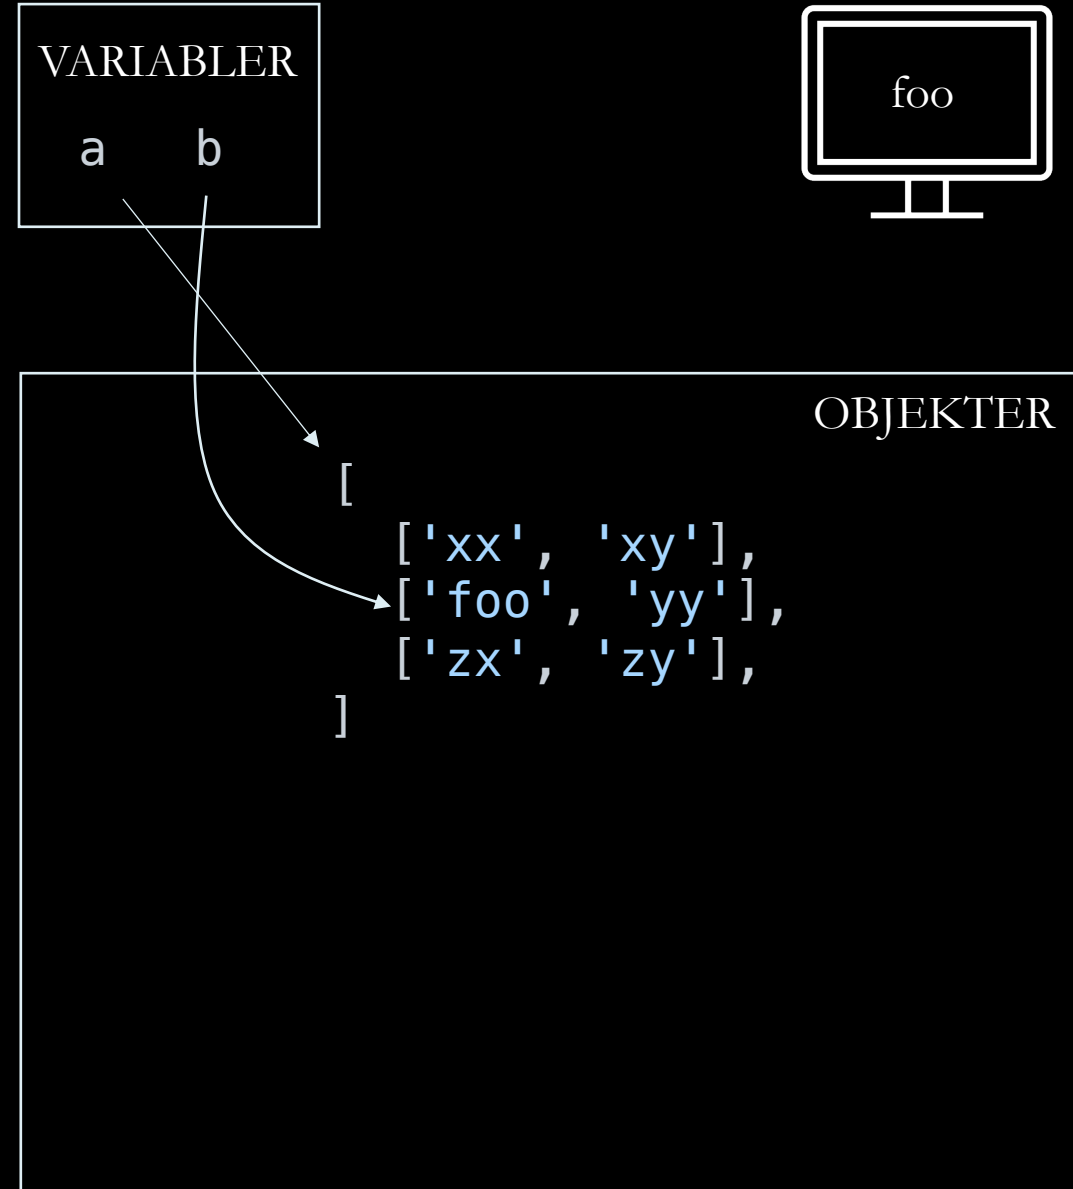 VARIABLER
a b
foo
OBJEKTER
[
['xx', 'xy'],
['foo', 'yy'],
['zx', 'zy'],
]